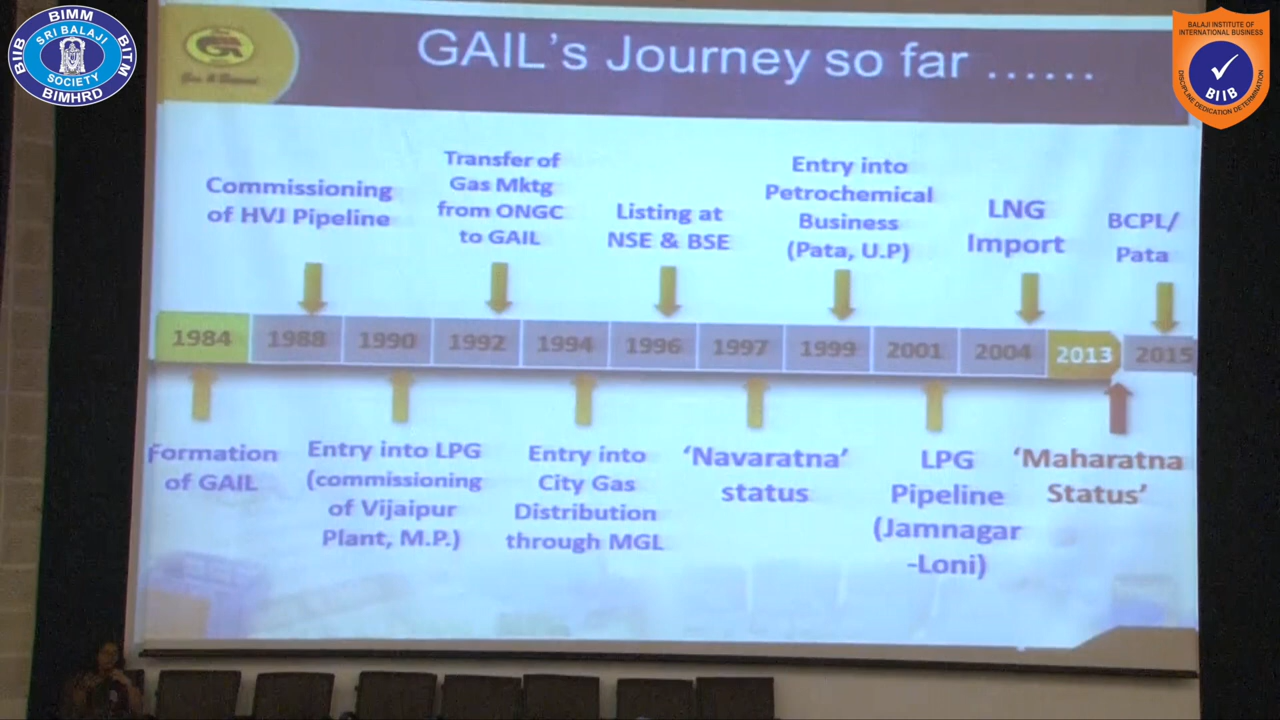 BIMM
BIIB
SRI BALAJI
SOCIETY
BITM
BIMHRD
BALAJI INSTITUTE OF
INTERNATIONAL BUSINESS
BIIB
DISCIPLINE DEDICATION DETERMINATION
GAIL's Journey so far ......
Commissioning
of HVJ Pipeline
Transfer of
Gas Mktg
from ONGC
to GAIL
Listing at
NSE & BSE
Entry into
Petrochemical
Business
(Pata, U.P)
LNG
Import
BCPL/
Pata
1984 1988 1990 1992 1994 1996 1997 1999 2001 2004 2013 2015
Formation
of GAIL
Entry into LPG
(commissioning
of Vijaipur
Plant, M.P.)
Entry into
City Gas
Distribution
through MGL
‘Navaratna’
status
LPG
Pipeline
(Jamnagar
-Loni)
‘Maharatna
Status’